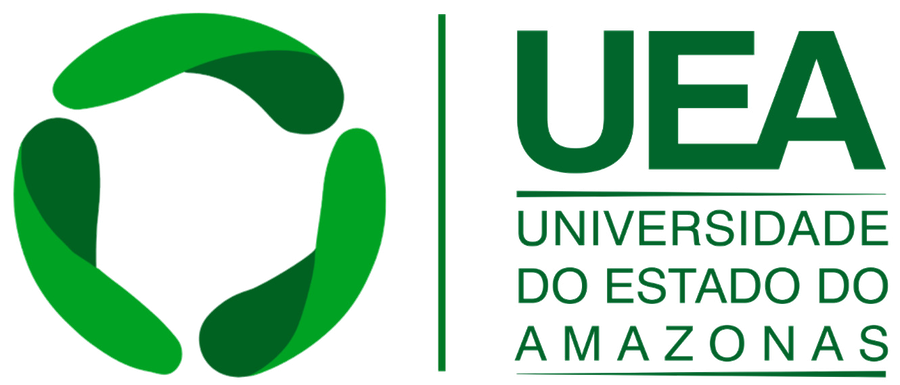 UEA
UNIVERSIDADE
DO ESTADO DO
AMAZONAS